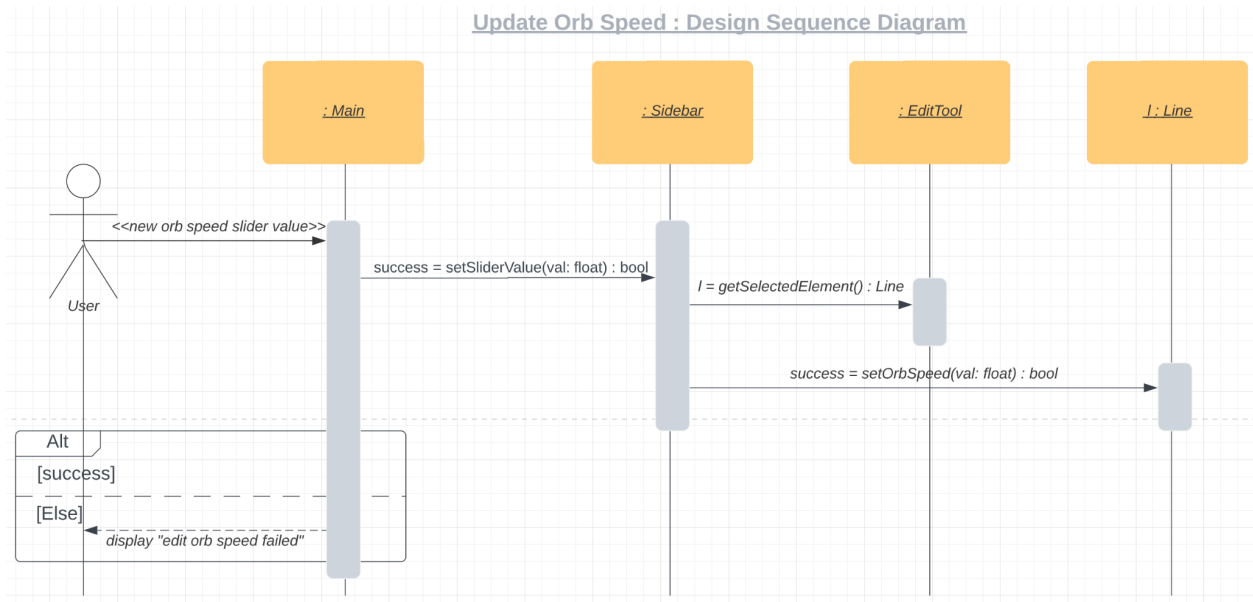 Update Orb Speed : Design Sequence Diagram
: Main
: Sidebar
: EditTool
l : Line
<<new orb speed slider value>>
User
success = setSliderValue(val: float) : bool
l = getSelectedElement() : Line
success = setOrbSpeed(val: float) : bool
Alt
[success]
[Else]
display "edit orb speed failed"